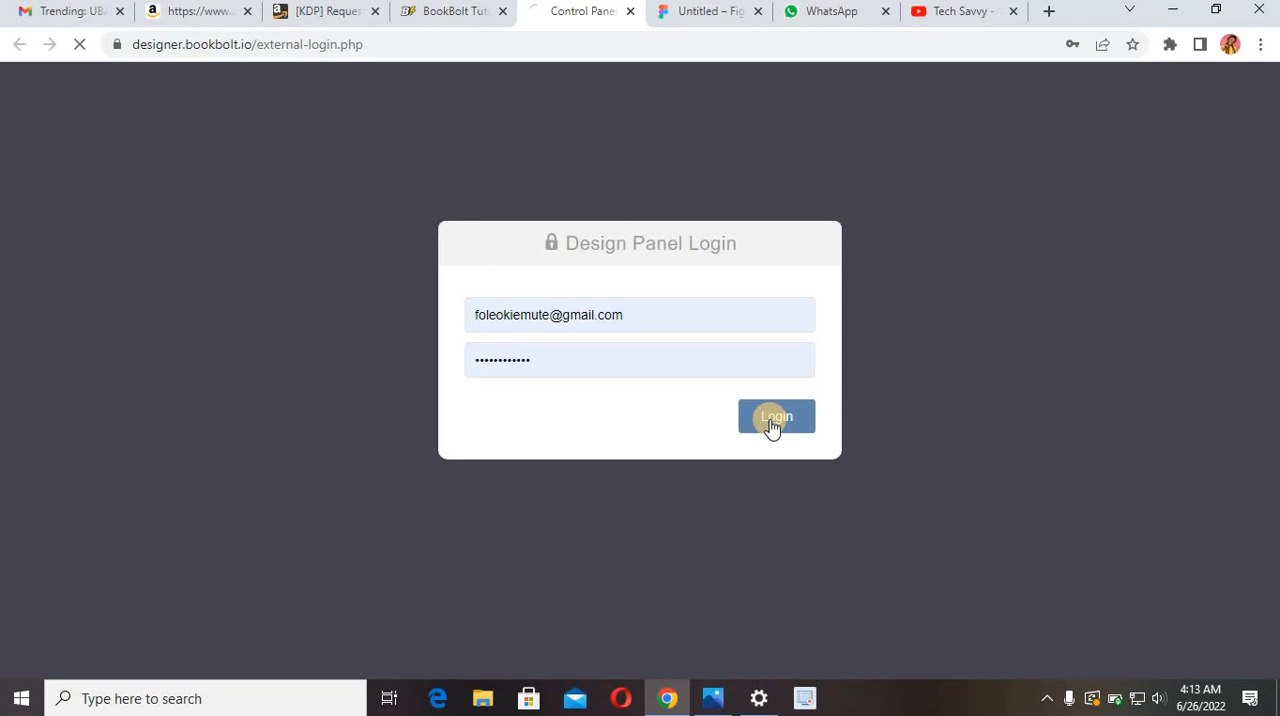 Trending: UB
https://www.
[KDP] Reques
BookBolt Tut
Control Pane
Untitled – Fig
WhatsApp
Tech Savvy -
designer.bookbolt.io/external-login.php
Design Panel Login
foleokiemute@gmail.com
••••••••••••
Login
Type here to search
4:13 AM
6/26/2022